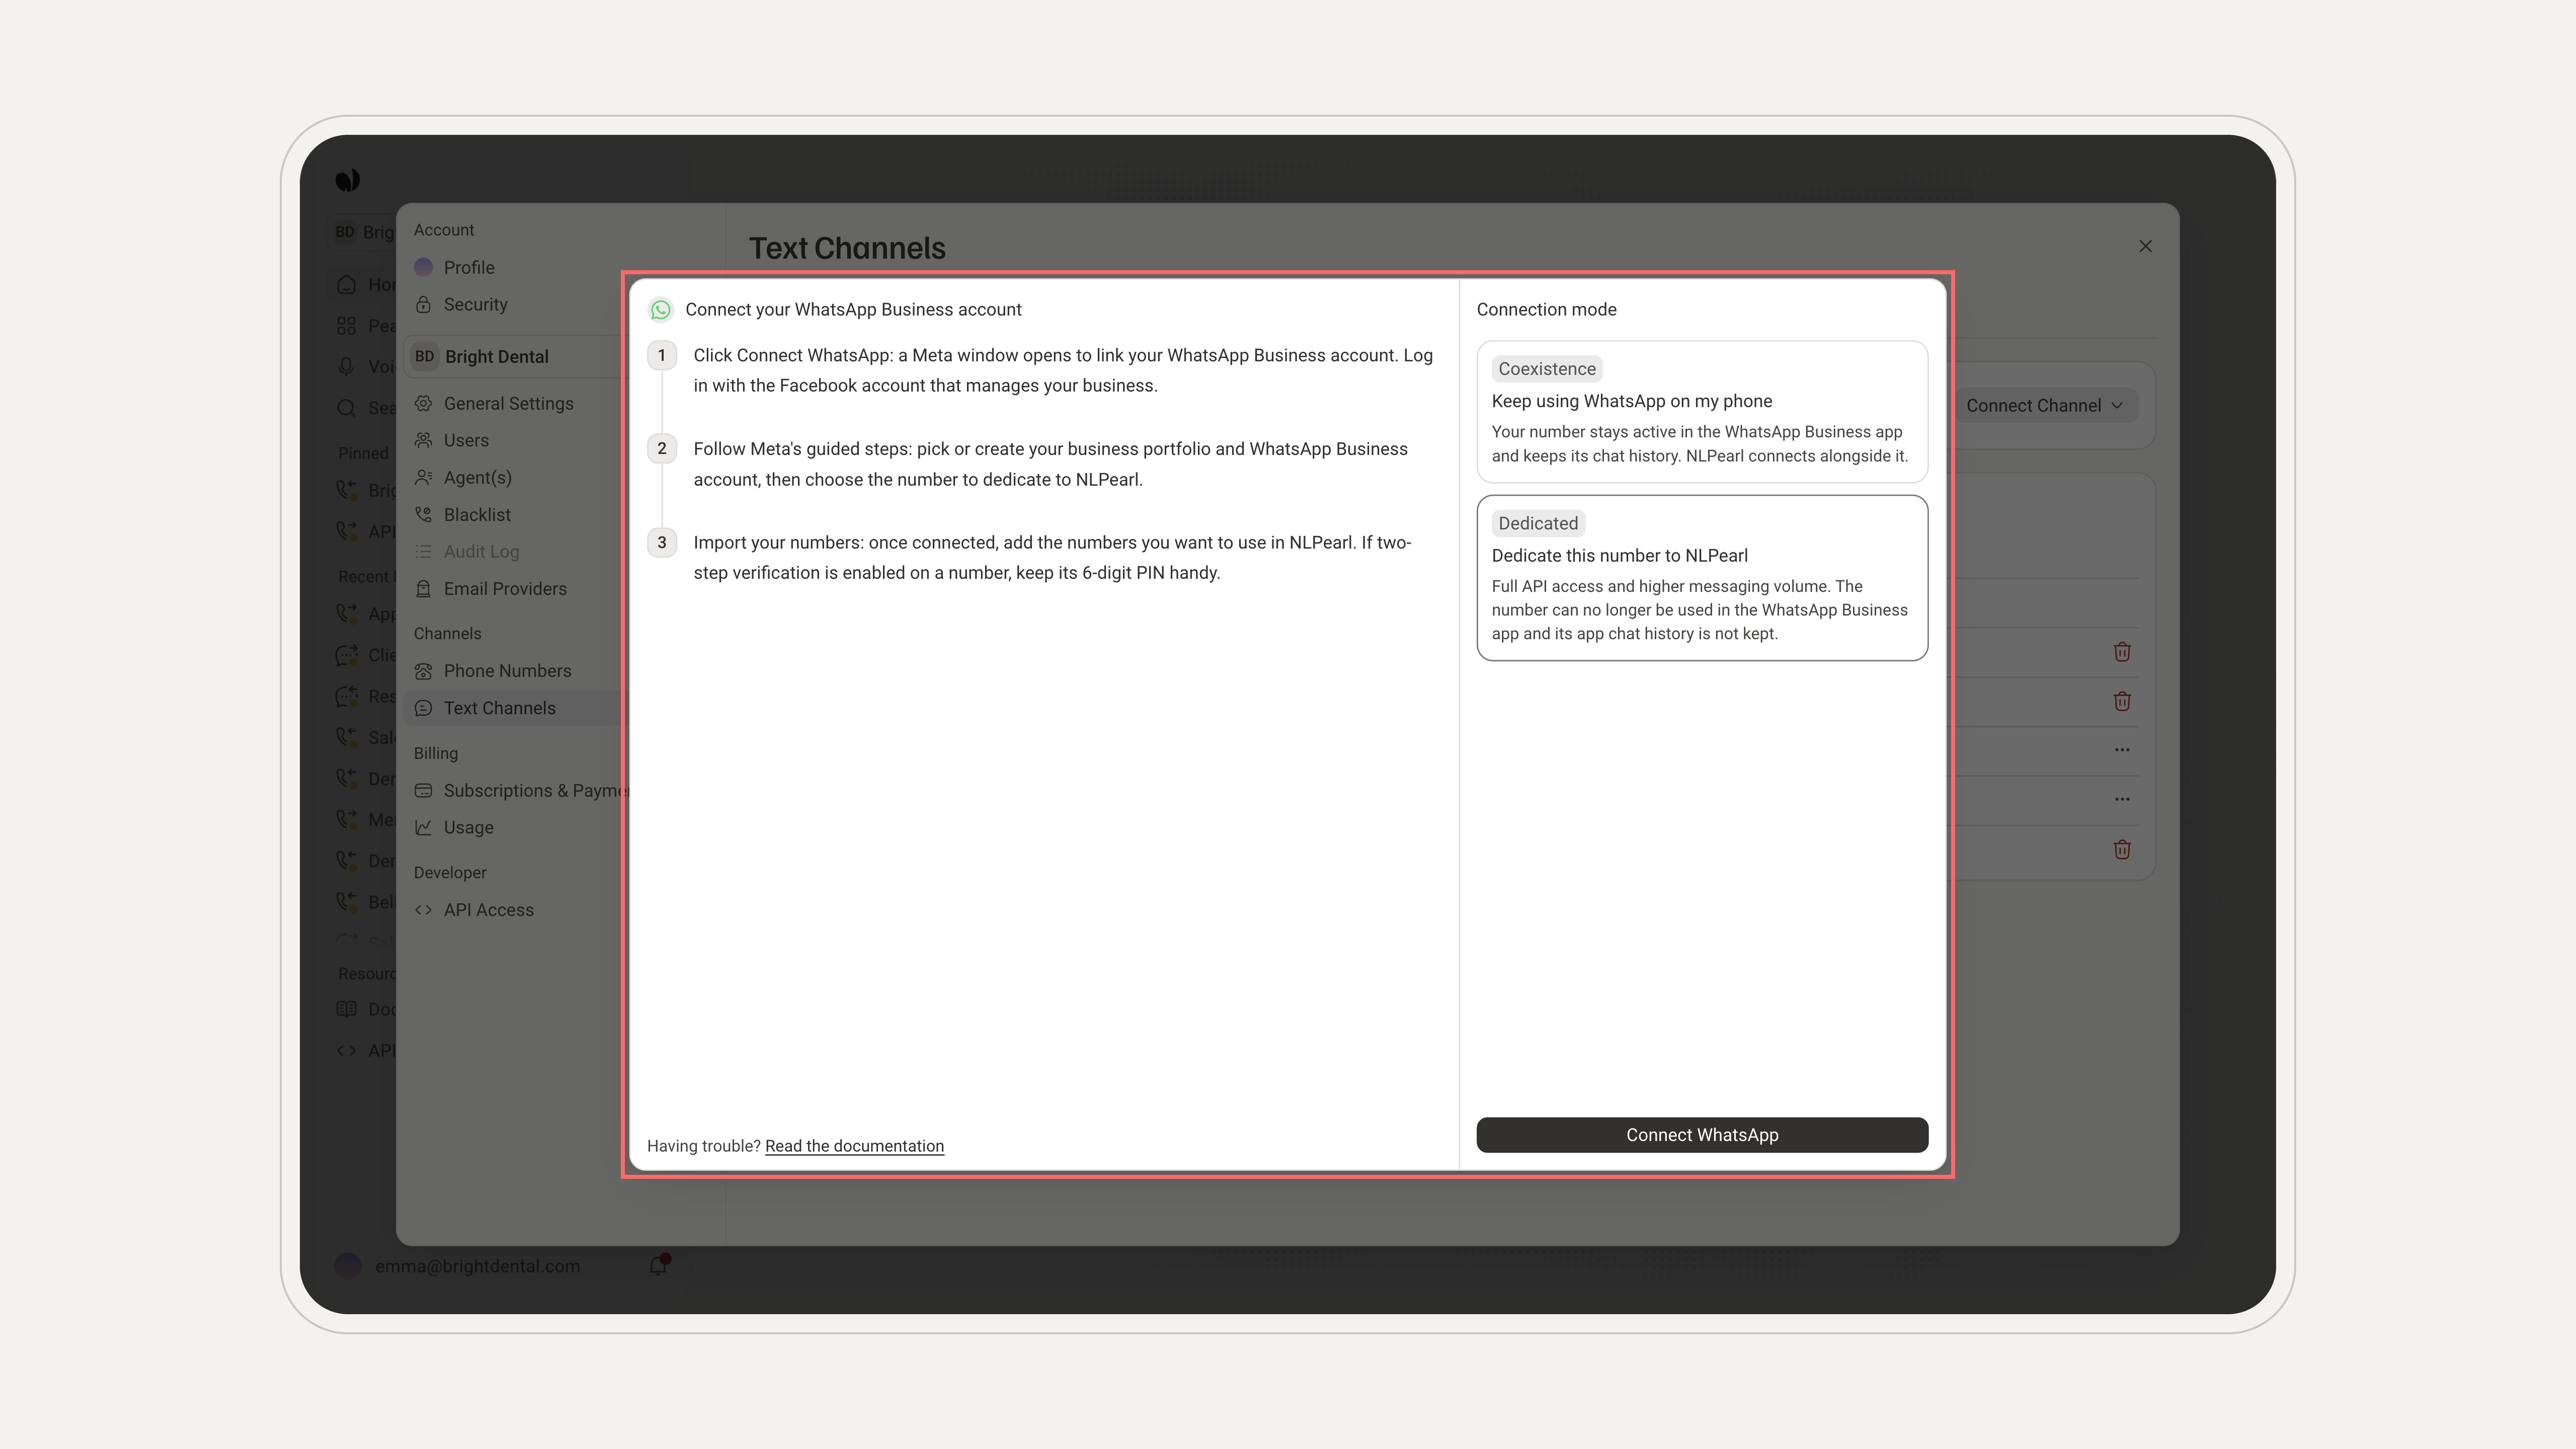 BD Brig
Pinned
Brig
API
App
Res
API
emma@brightdental.com
Account
Profile
Security
BD Bright Dental
General Settings
Users
Agent(s)
Blacklist
Audit Log
Email Providers
Channels
Phone Numbers
Text Channels
Billing
Subscriptions & Payme
Usage
Developer
API Access
Text Channels
Connect Channel
Connect your WhatsApp Business account
1 Click Connect WhatsApp: a Meta window opens to link your WhatsApp Business account. Log
in with the Facebook account that manages your business.
2 Follow Meta's guided steps: pick or create your business portfolio and WhatsApp Business
account, then choose the number to dedicate to NLPearl.
3 Import your numbers: once connected, add the numbers you want to use in NLPearl. If two-
step verification is enabled on a number, keep its 6-digit PIN handy.
Having trouble? Read the documentation
Connection mode
Coexistence
Keep using WhatsApp on my phone
Your number stays active in the WhatsApp Business app
and keeps its chat history. NLPearl connects alongside it.
Dedicated
Dedicate this number to NLPearl
Full API access and higher messaging volume. The
number can no longer be used in the WhatsApp Business
app and its app chat history is not kept.
Connect WhatsApp